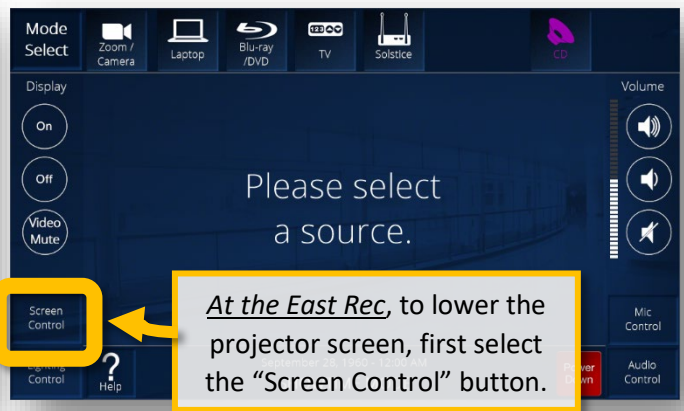 Mode
Select
Zoom /
Camera
Laptop
Blu-ray
/DVD
123
TV
Solstice
CD
Display
Volume
On
Off
Video
Mute
Please select
a source.
Screen
Control
At the East Rec, to lower the
projector screen, first select
the “Screen Control” button.
Mic
Control
Lighting
Control
?
Help
Power
Down
Audio
Control